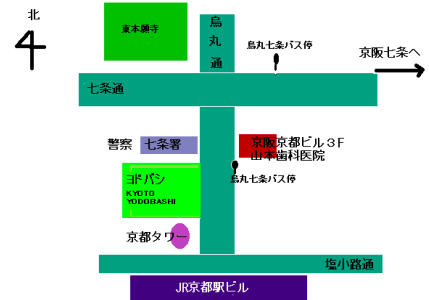 北
東本願寺
烏丸通
烏丸七条バス停
京阪七条へ
七条通
警察
七条署
京阪京都ビル３F
山本歯科医院
ヨドバシ
KYOTO
YODOBASHI
烏丸七条バス停
京都タワー
塩小路通
JR京都駅ビル